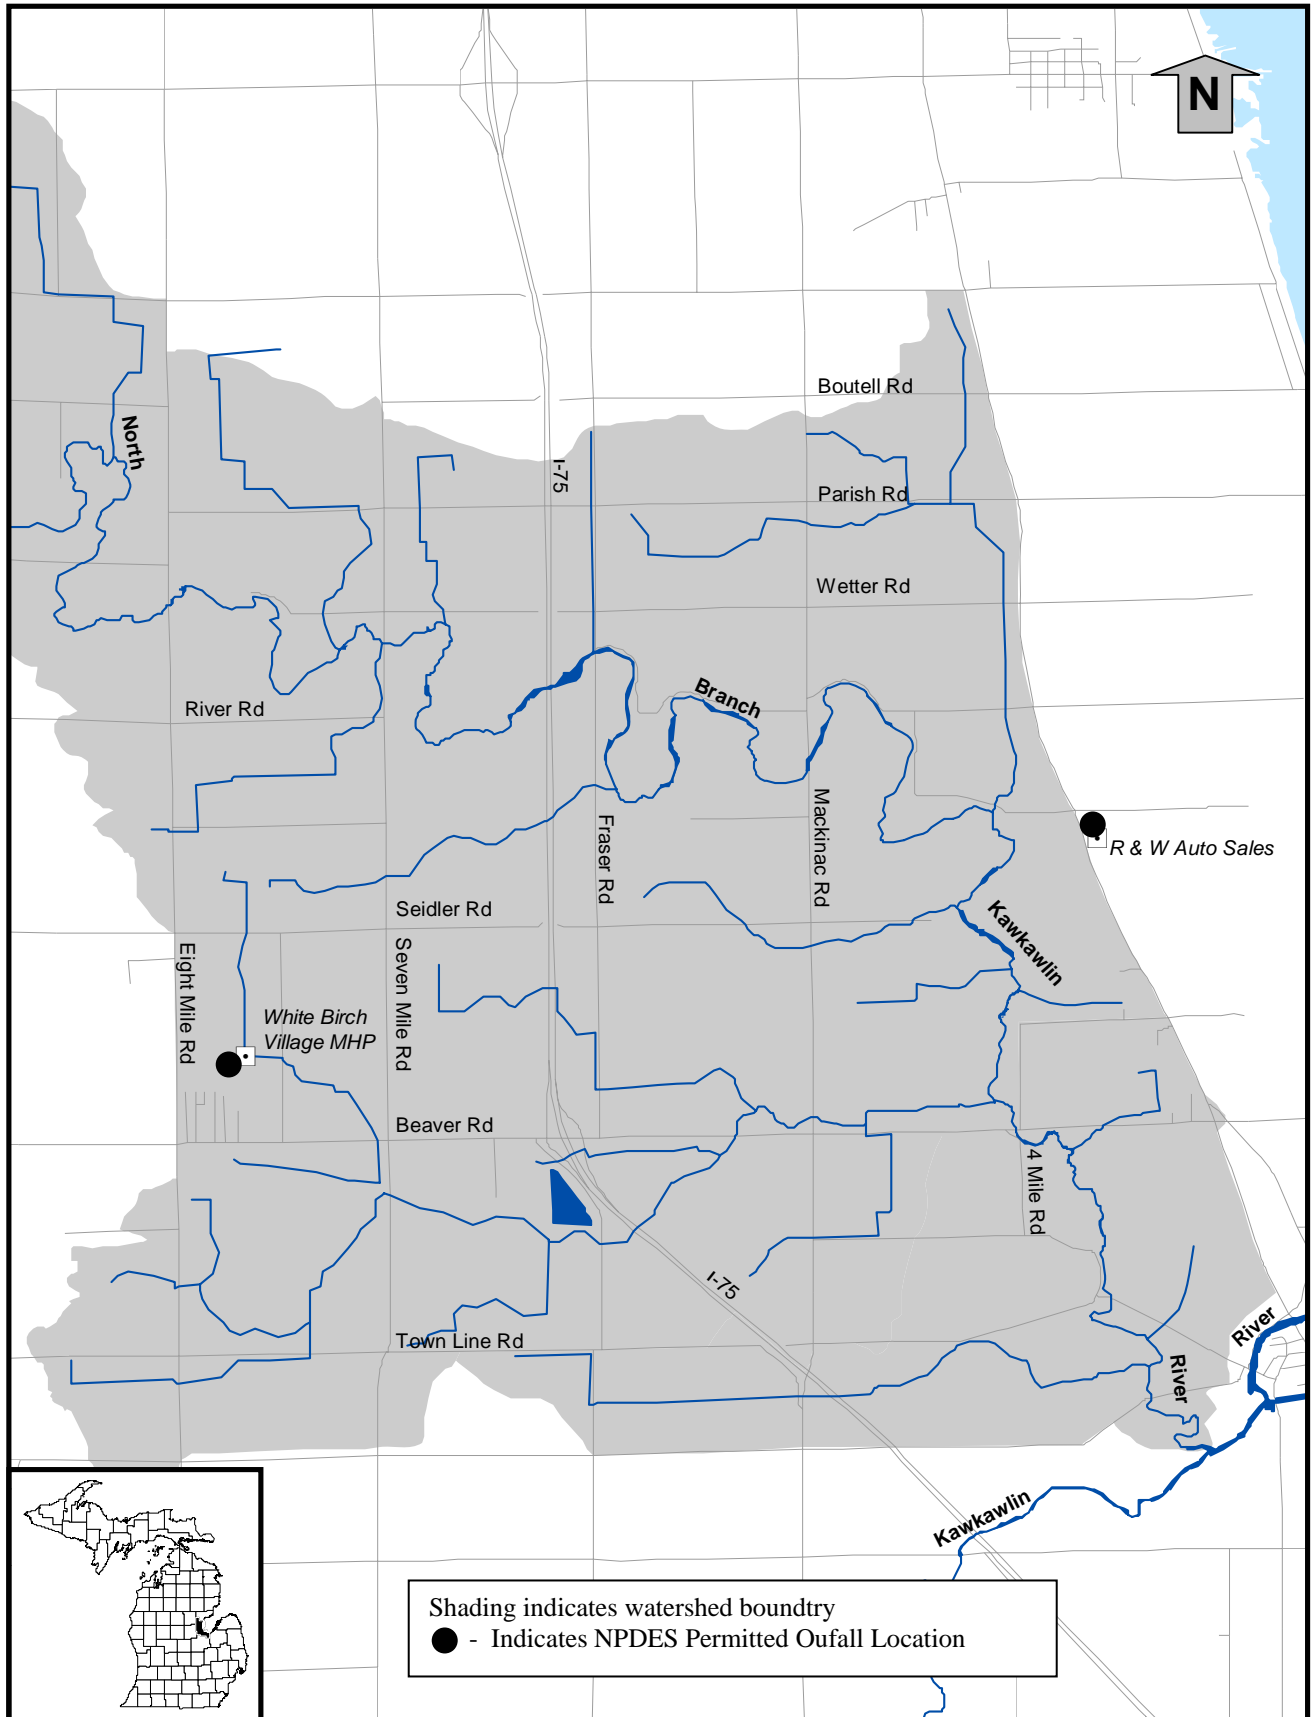 N
Boutell Rd
North
I-75
Parish Rd
Wetter Rd
Branch
River Rd
Mackinac Rd
Fraser Rd
R & W Auto Sales
Seidler Rd
Kawkawlin
Eight Mile Rd
Seven Mile Rd
White Birch
Village MHP
Beaver Rd
4 Mile Rd
I-75
River
Town Line Rd
River
Kawkawlin
Shading indicates watershed boundtry
- Indicates NPDES Permitted Oufall Location